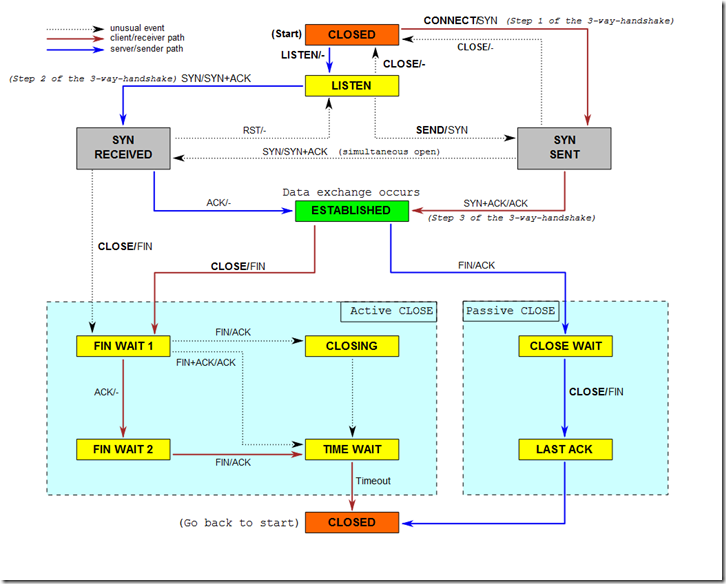 unusual event
client/receiver path
server/sender path
(Start)
CLOSED
CONNECT/SYN (Step 1 of the 3-way-handshake)
CLOSE/-
LISTEN/-
CLOSE/-
(Step 2 of the 3-way-handshake) SYN/SYN+ACK
LISTEN
RST/-
SEND/SYN
SYN
RECEIVED
SYN
SENT
SYN/SYN+ACK (simultaneous open)
Data exchange occurs
ACK/-
ESTABLISHED
SYN+ACK/ACK
(Step 3 of the 3-way-handshake)
CLOSE/FIN
CLOSE/FIN
FIN/ACK
Active CLOSE
Passive CLOSE
FIN/ACK
FIN WAIT 1
CLOSING
CLOSE WAIT
FIN+ACK/ACK
ACK/-
CLOSE/FIN
FIN WAIT 2
TIME WAIT
LAST ACK
FIN/ACK
Timeout
(Go back to start)
CLOSED